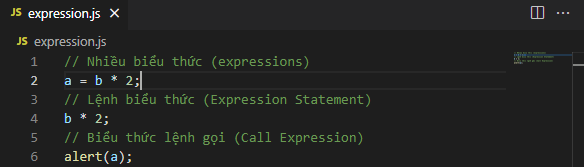 JS expression.js ×
JS expression.js
1 // Nhiều biểu thức (expressions)
2 a = b * 2;
3 // Lệnh biểu thức (Expression Statement)
4 b * 2;
5 // Biểu thức lệnh gọi (Call Expression)
6 alert(a);